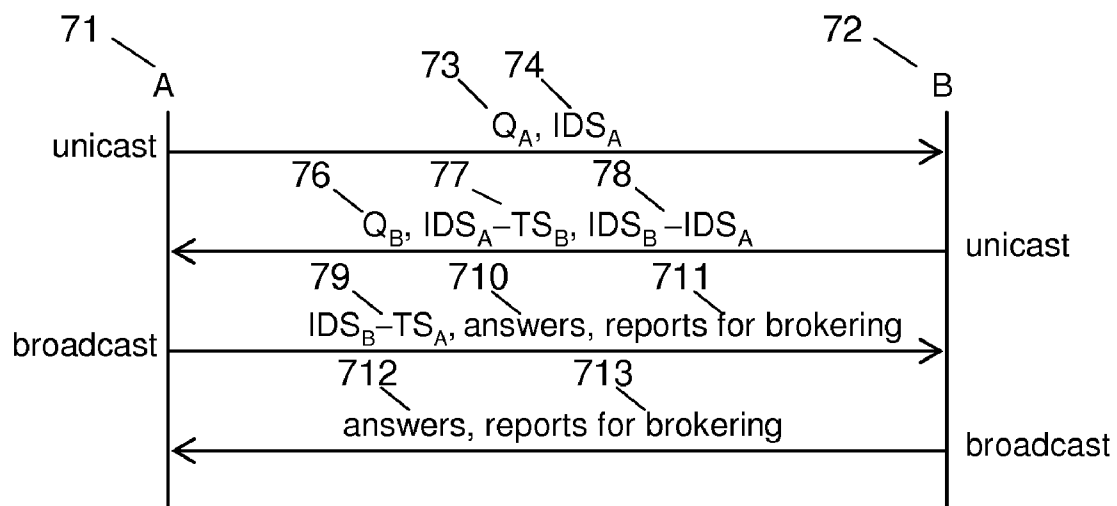 71
72
A
B
73
74
Q_A, IDS_A
unicast
76
77
78
Q_B, IDS_A–TS_B, IDS_B–IDS_A
unicast
79
710
711
IDS_B–TS_A, answers, reports for brokering
broadcast
712
713
answers, reports for brokering
broadcast